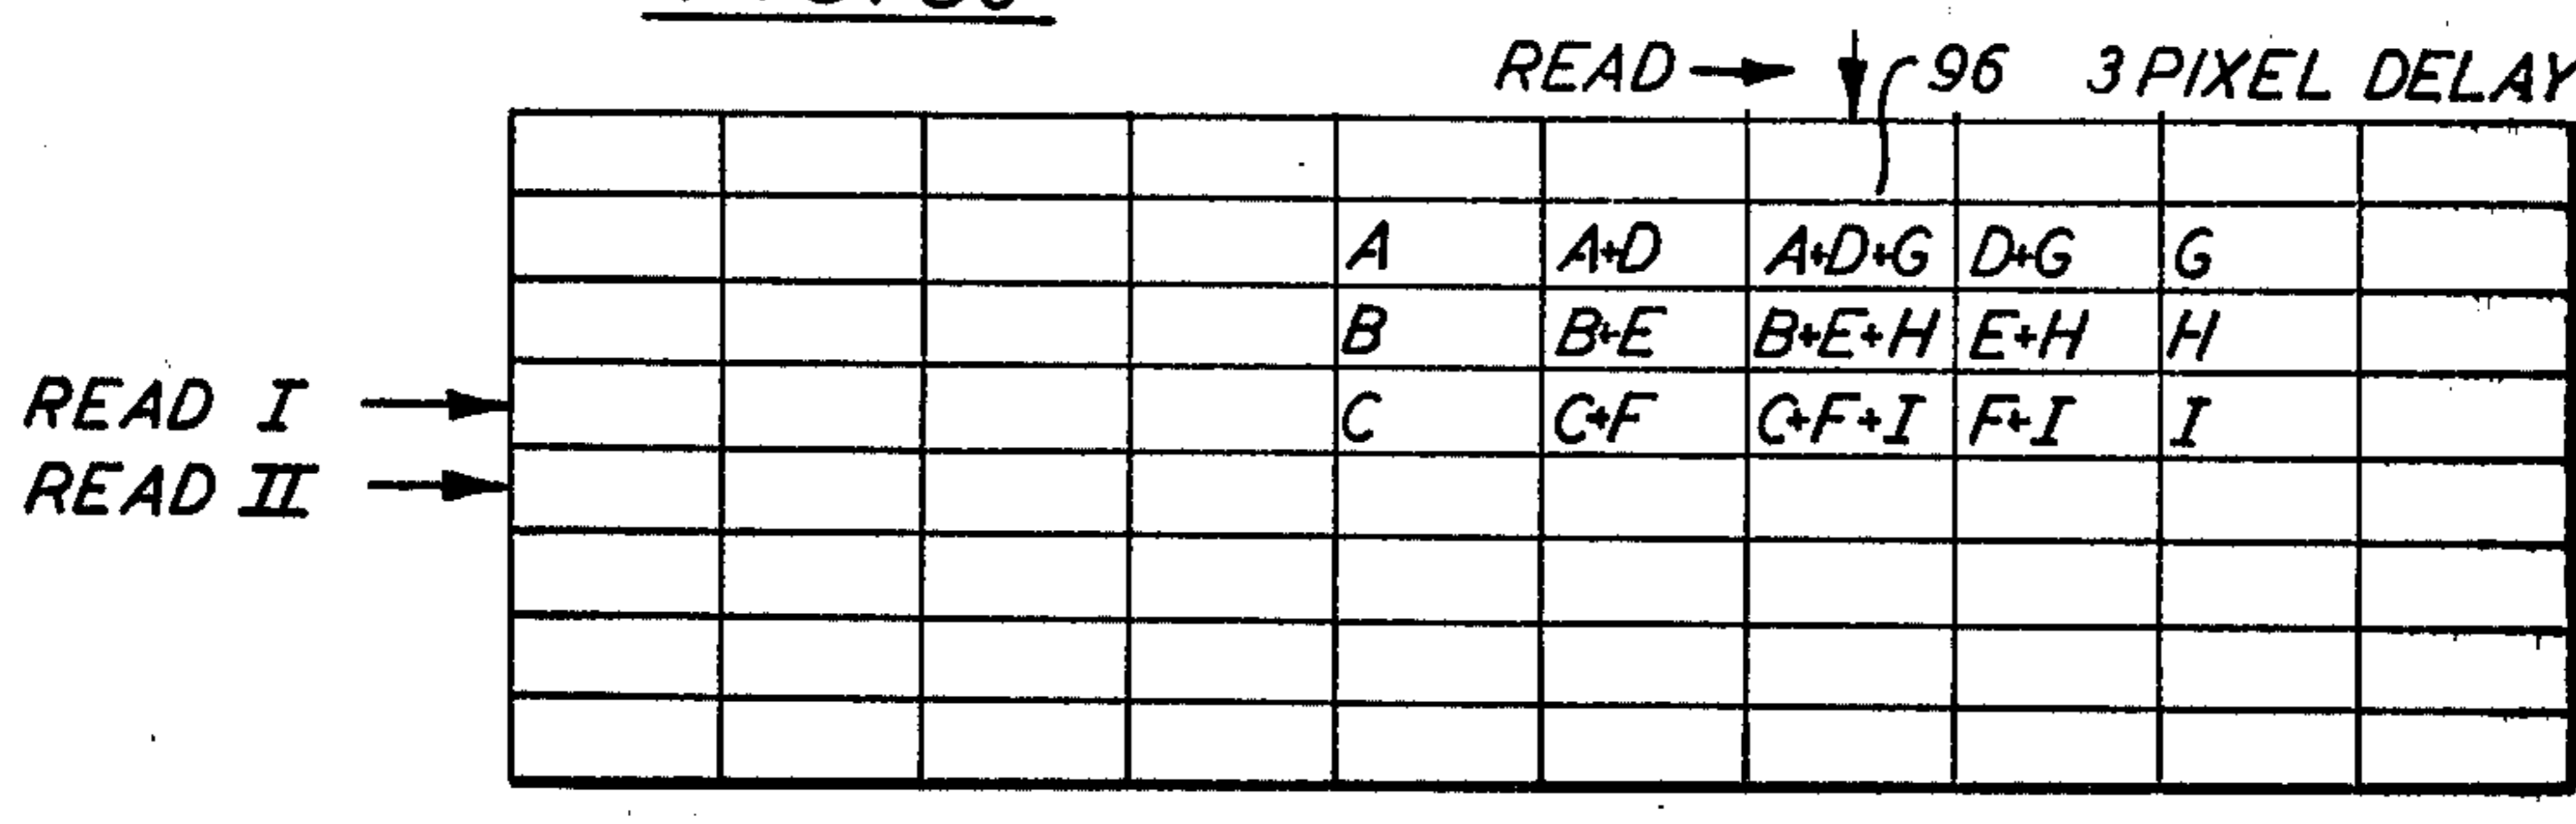 READ → 96 3 PIXEL DELAY
A A+D A+D+G D+G G
B B+E B+E+H E+H H
READ I → C C+F C+F+I F+I I
READ II →